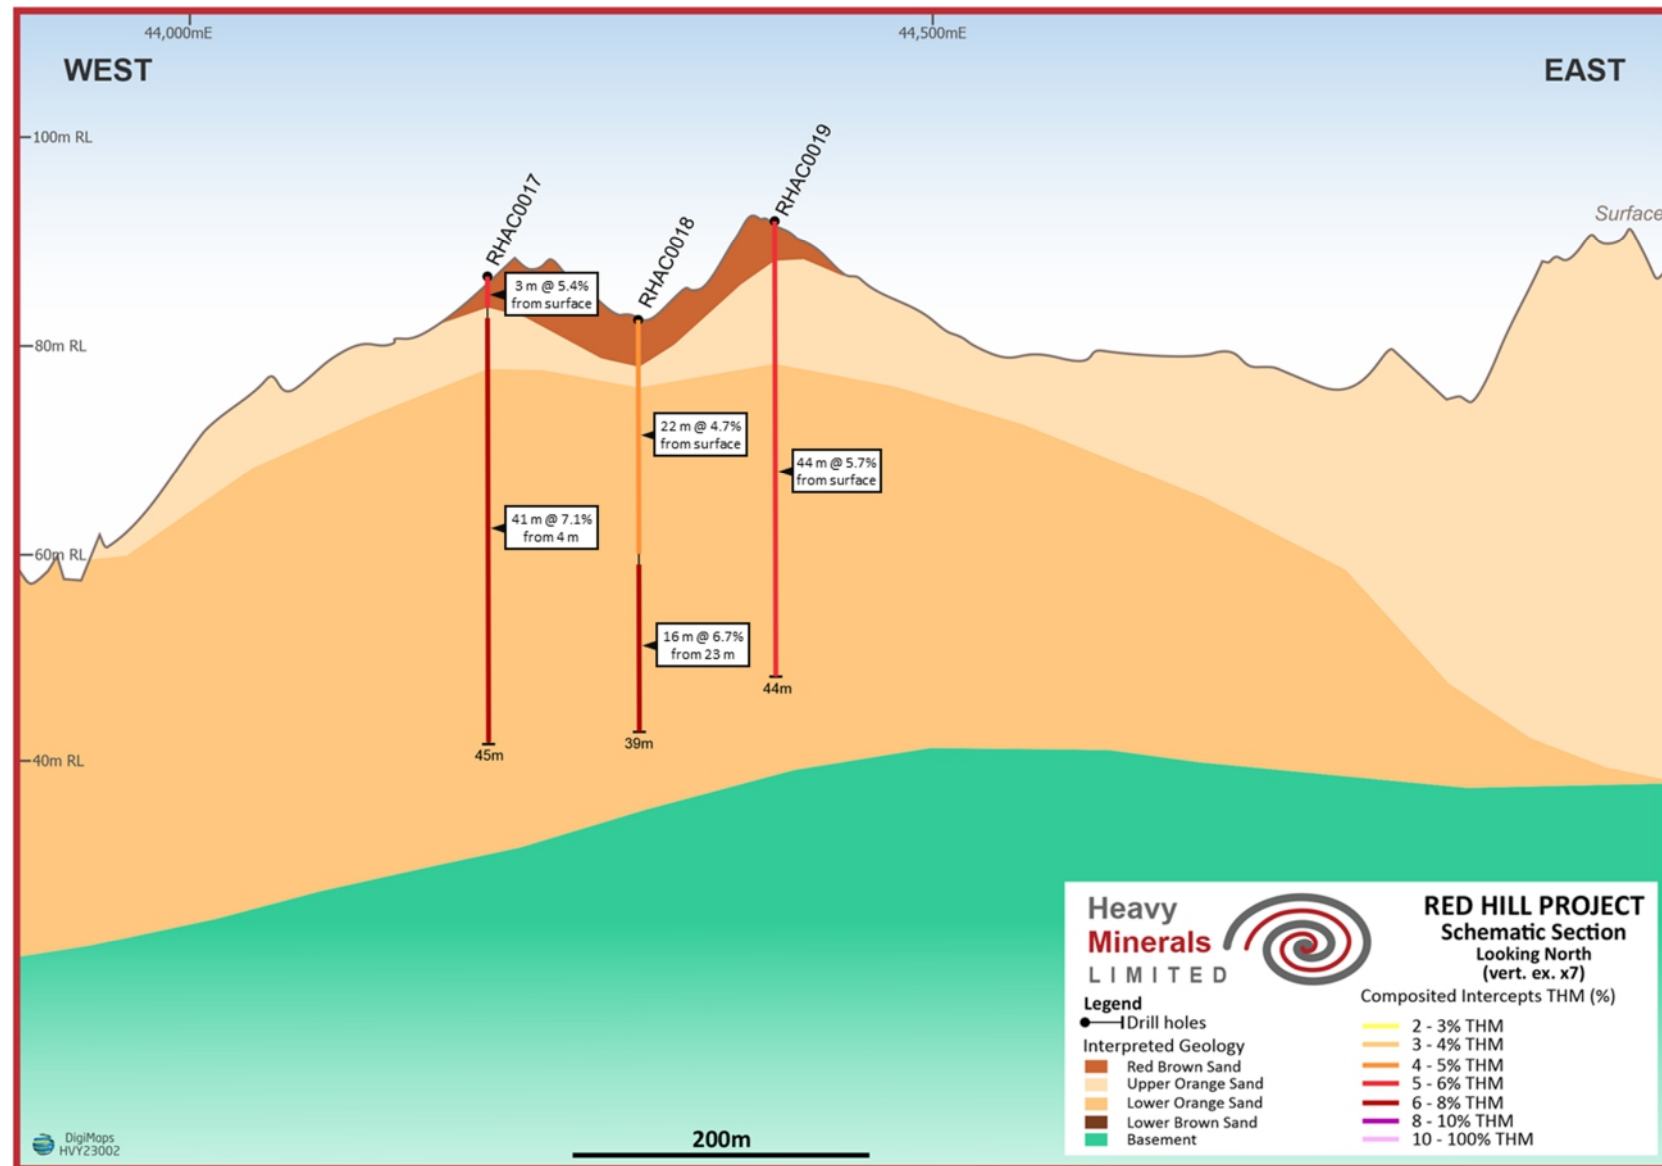 44,000mE
44,500mE
WEST
EAST
100m RL
80m RL
60m RL
40m RL
RHAC0017
RHAC0018
RHAC0019
Surface
3 m @ 5.4%
from surface
22 m @ 4.7%
from surface
44 m @ 5.7%
from surface
41 m @ 7.1%
from 4 m
16 m @ 6.7%
from 23 m
45m
39m
44m
Heavy
Minerals
LIMITED
RED HILL PROJECT
Schematic Section
Looking North
(vert. ex. x7)
Legend
Drill holes
Interpreted Geology
Red Brown Sand
Upper Orange Sand
Lower Orange Sand
Lower Brown Sand
Basement
Composited Intercepts THM (%)
2 - 3% THM
3 - 4% THM
4 - 5% THM
5 - 6% THM
6 - 8% THM
8 - 10% THM
10 - 100% THM
200m
DigiMaps
HVY23002